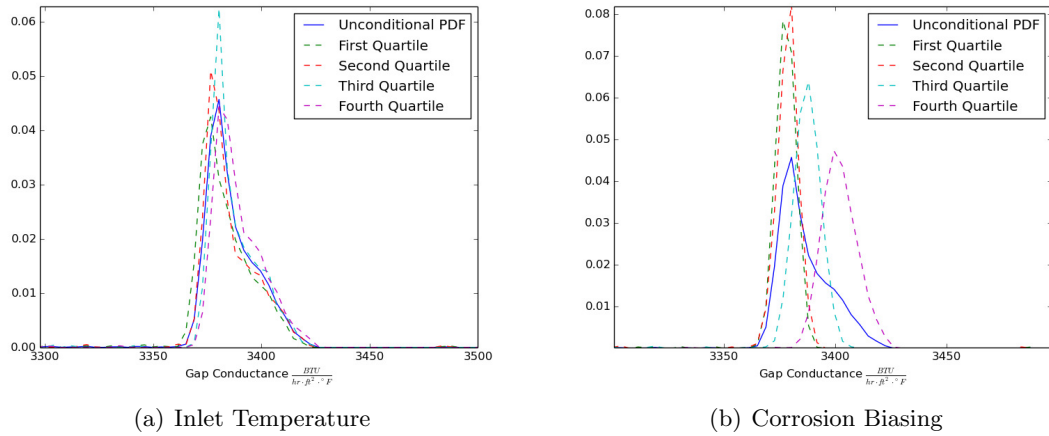 0.06
0.05
0.04
0.03
0.02
0.01
0.00
3300 3350 3400 3450 3500
Unconditional PDF
First Quartile
Second Quartile
Third Quartile
Fourth Quartile
Gap Conductance BTU / hr · ft² · °F
(a) Inlet Temperature
0.08
0.07
0.06
0.05
0.04
0.03
0.02
0.01
3350 3400 3450
Unconditional PDF
First Quartile
Second Quartile
Third Quartile
Fourth Quartile
Gap Conductance BTU / hr · ft² · °F
(b) Corrosion Biasing